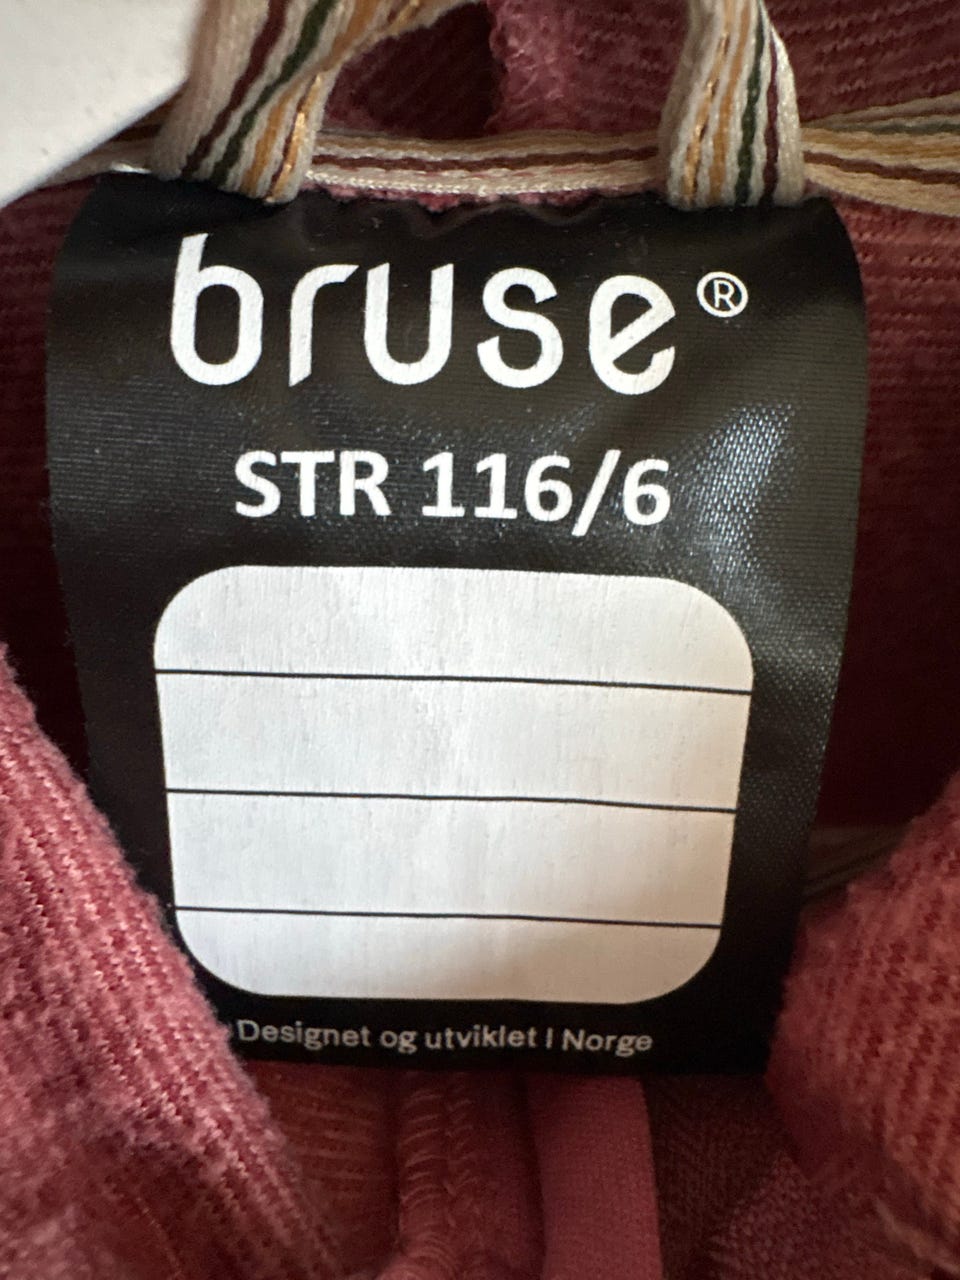 bruse®
STR 116/6
Designet og utviklet I Norge